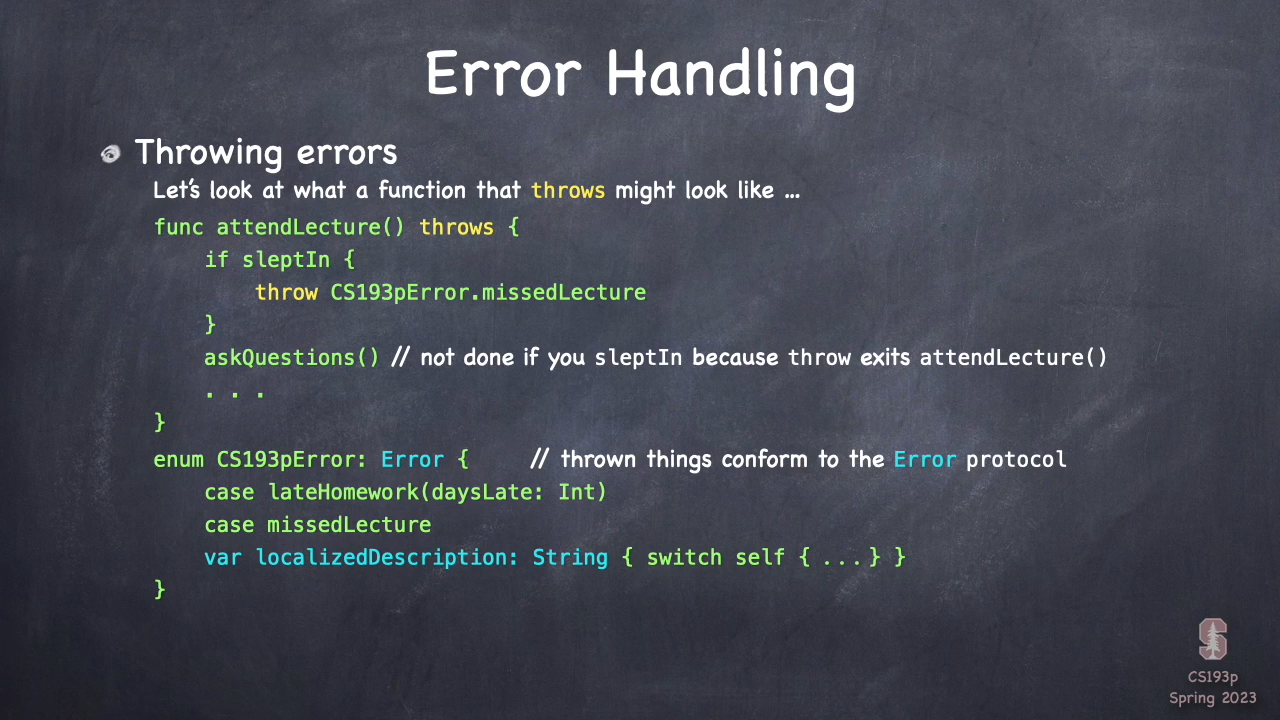 Error Handling
Throwing errors
Let's look at what a function that throws might look like ...
func attendLecture() throws {
if sleptIn {
throw CS193pError.missedLecture
}
askQuestions() // not done if you sleptIn because throw exits attendLecture()
. . .
}
enum CS193pError: Error { // thrown things conform to the Error protocol
case lateHomework(daysLate: Int)
case missedLecture
var localizedDescription: String { switch self { ... } }
}
S
CS193p
Spring 2023